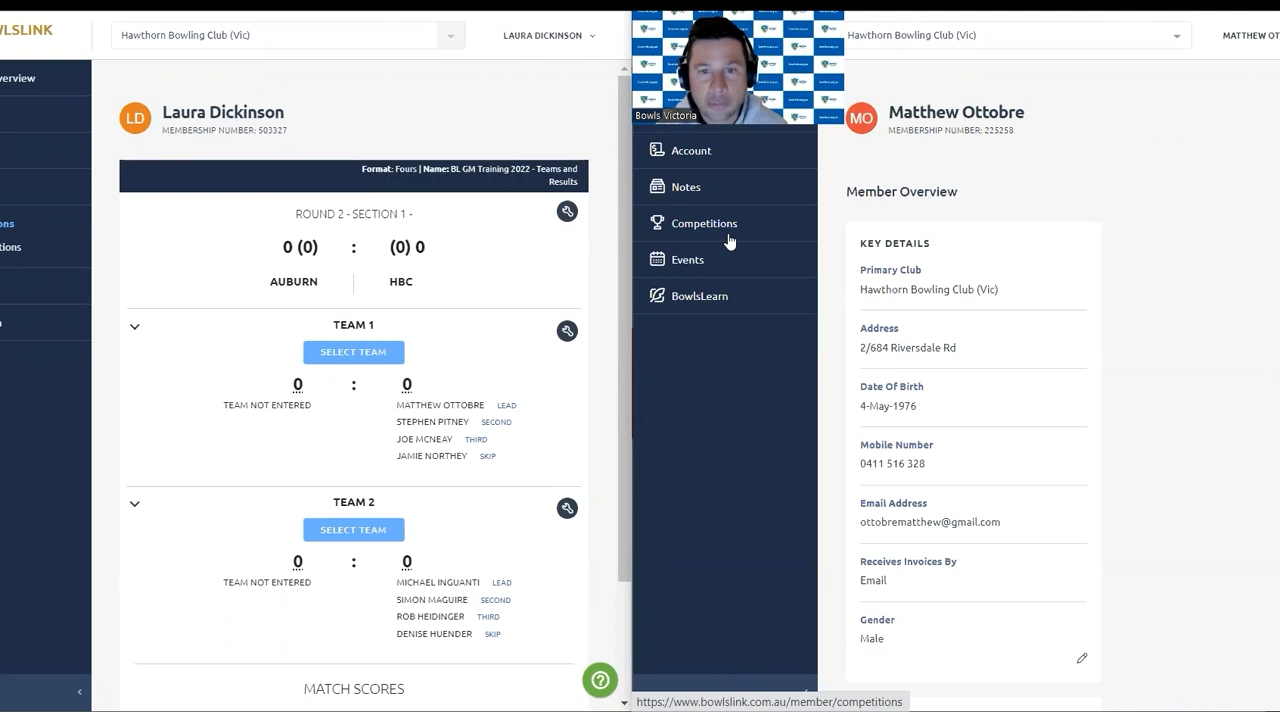 WLSLINK
Hawthorn Bowling Club (Vic)
LAURA DICKINSON
verview
ons
tions
n
LD
Laura Dickinson
MEMBERSHIP NUMBER: 503327
Format: Fours | Name: BL GM Training 2022 - Teams and
Results
ROUND 2 - SECTION 1 -
0 (0) : (0) 0
AUBURN HBC
TEAM 1
SELECT TEAM
0 : 0
TEAM NOT ENTERED
MATTHEW OTTOBRE LEAD
STEPHEN PITNEY SECOND
JOE MCNEAY THIRD
JAMIE NORTHEY SKIP
TEAM 2
SELECT TEAM
0 : 0
TEAM NOT ENTERED
MICHAEL INGUANTI LEAD
SIMON MAGUIRE SECOND
ROB HEIDINGER THIRD
DENISE HUENDER SKIP
MATCH SCORES
Bowls Victoria
Account
Notes
Competitions
Events
BowlsLearn
Hawthorn Bowling Club (Vic)
MATTHEW OT
MO
Matthew Ottobre
MEMBERSHIP NUMBER: 225258
Member Overview
KEY DETAILS
Primary Club
Hawthorn Bowling Club (Vic)
Address
2/684 Riversdale Rd
Date Of Birth
4-May-1976
Mobile Number
0411 516 328
Email Address
ottobrematthew@gmail.com
Receives Invoices By
Email
Gender
Male
https://www.bowlslink.com.au/member/competitions